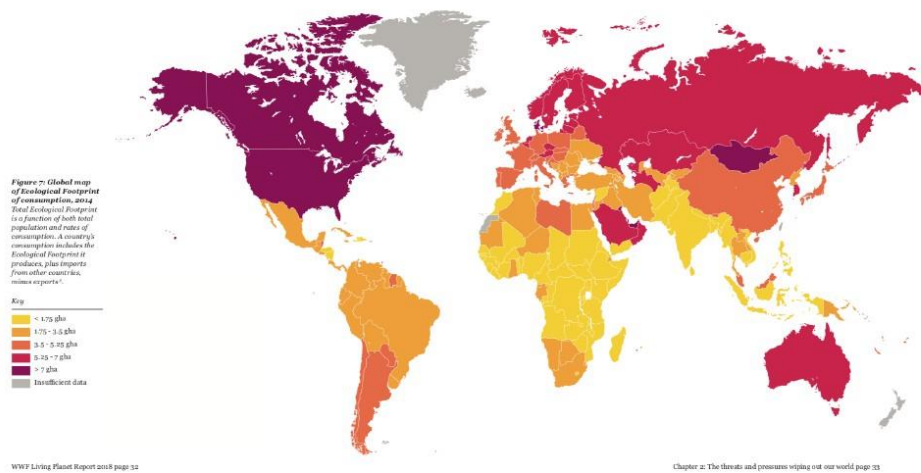 Figure 7: Global map
of Ecological Footprint
of consumption, 2014
Total Ecological Footprint
is a function of both total
population and rates of
consumption. A country's
consumption includes the
Ecological Footprint it
produces, plus imports
from other countries,
minus exports¹.
Key
< 1.75 gha
1.75 - 3.5 gha
3.5 - 5.25 gha
5.25 - 7 gha
> 7 gha
Insufficient data
WWF Living Planet Report 2018 page 32
Chapter 2: The threats and pressures wiping out our world page 33